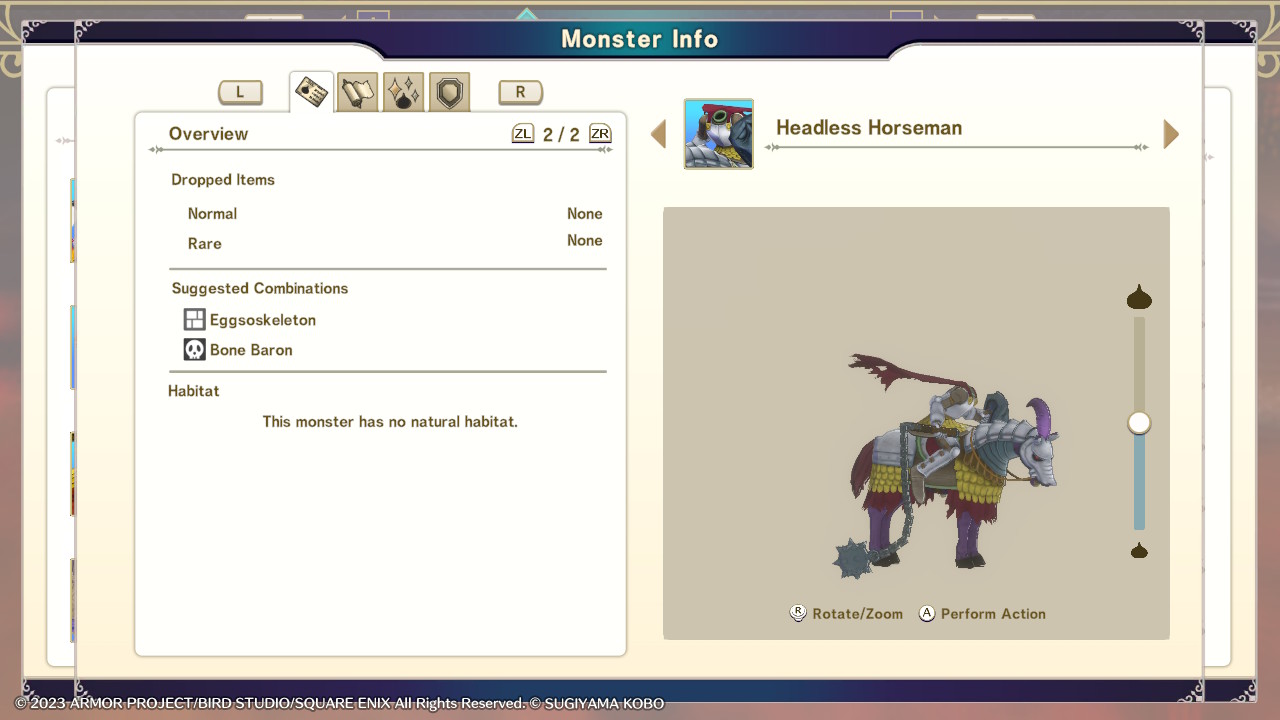 Monster Info
L
R
Overview
ZL 2 / 2 ZR
Headless Horseman
Dropped Items
Normal None
Rare None
Suggested Combinations
Eggsoskeleton
Bone Baron
Habitat
This monster has no natural habitat.
R Rotate/Zoom A Perform Action
© 2023 ARMOR PROJECT/BIRD STUDIO/SQUARE ENIX All Rights Reserved. © SUGIYAMA KOBO